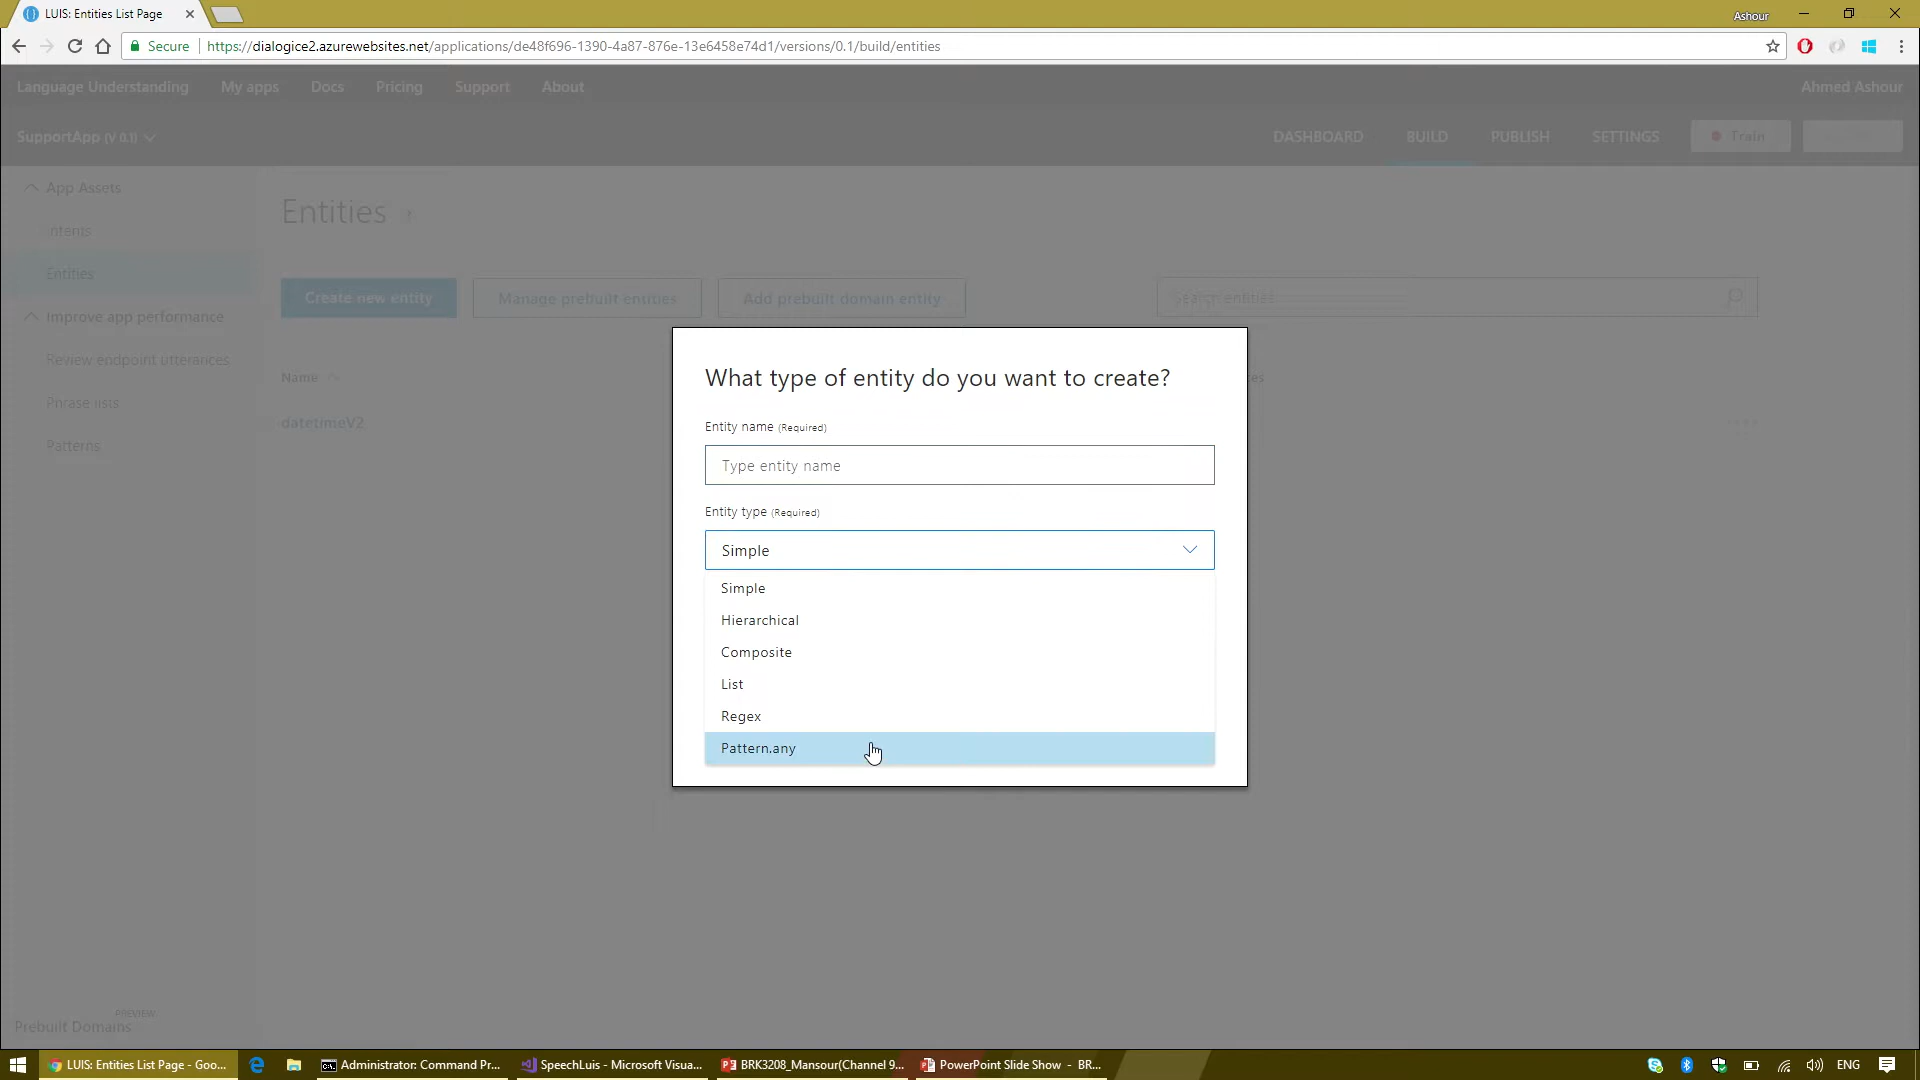 LUIS: Entities List Page
Ashour
Secure
https://dialogice2.azurewebsites.net/applications/de48f696-1390-4a87-876e-13e6458e74d1/versions/0.1/build/entities
Language Understanding
My apps
Docs
Pricing
Support
About
Ahmed Ashour
SupportApp (V 0.1)
DASHBOARD
BUILD
PUBLISH
SETTINGS
Train
App Assets
Intents
Entities
Improve app performance
Review endpoint utterances
Phrase lists
Patterns
Entities
Create new entity
Manage prebuilt entities
Add prebuilt domain entity
Search entities
Name
datetimeV2
What type of entity do you want to create?
Entity name (Required)
Type entity name
Entity type (Required)
Simple
Simple
Hierarchical
Composite
List
Regex
Pattern.any
PREVIEW
Prebuilt Domains
LUIS: Entities List Page - Goo...
Administrator: Command Pr...
SpeechLuis - Microsoft Visua...
BRK3208_Mansour(Channel 9...
PowerPoint Slide Show - BR...
ENG